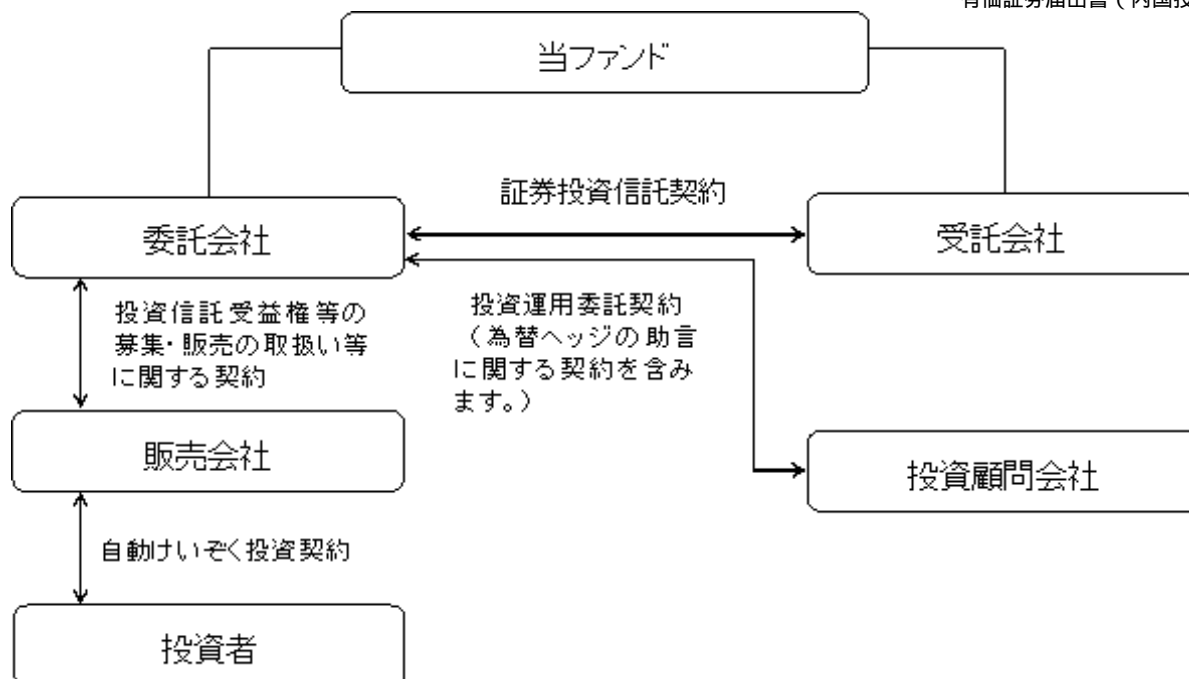 有価証券届出書（内国投
当ファンド
証券投資信託契約
委託会社
受託会社
投資信託受益権等の
募集・販売の取扱い等
に関する契約
投資運用委託契約
（為替ヘッジの助言
に関する契約を含み
ます。）
販売会社
投資顧問会社
自動けいぞく投資契約
投資者